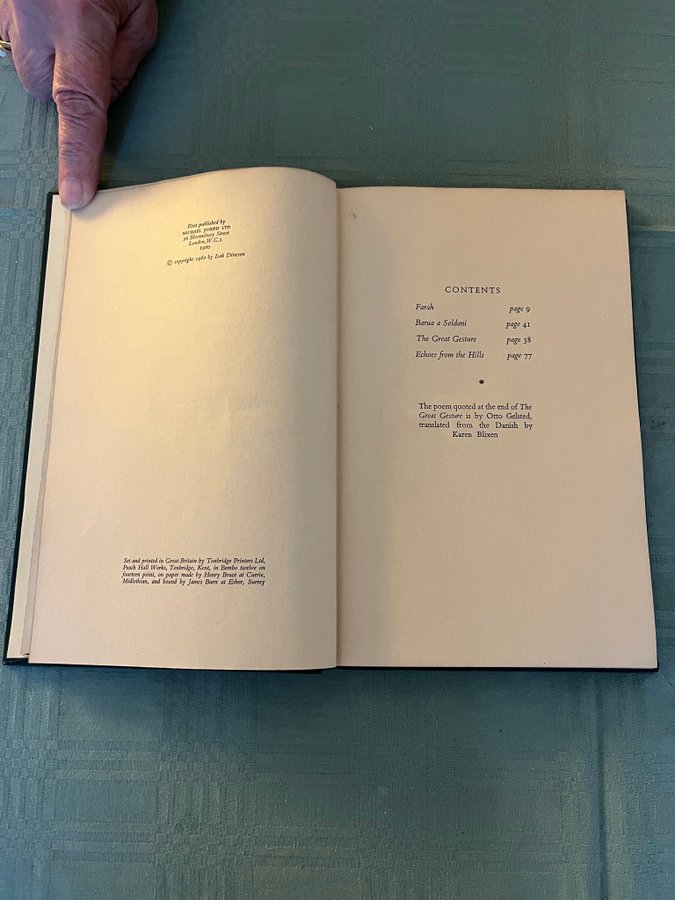 First published by
MICHAEL JOSEPH LTD
26 Bloomsbury Street
London, W.C.1
1960
© copyright 1960 by Isak Dinesen
Set and printed in Great Britain by Tonbridge Printers Ltd,
Peach Hall Works, Tonbridge, Kent, in Bembo twelve on
fourteen point, on paper made by Henry Bruce at Currie,
Midlothian, and bound by James Burn at Esher, Surrey
CONTENTS
Farah page 9
Barua a Soldani page 41
The Great Gesture page 58
Echoes from the Hills page 77
*
The poem quoted at the end of The
Great Gesture is by Otto Gelsted,
translated from the Danish by
Karen Blixen